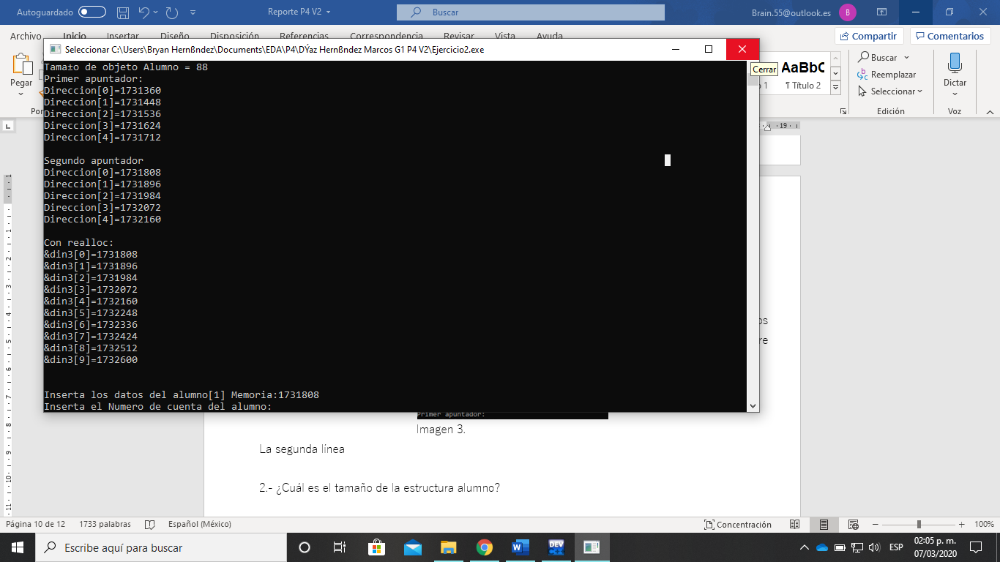 Autoguardado
Reporte P4 V2
Buscar
Brain.55@outlook.es
B
Archivo Inicio Insertar Diseño Disposición Referencias Correspondencia Revisar Vista Ayuda
Compartir
Comentarios
Seleccionar C:\Users\Bryan Hernßndez\Documents\EDA\P4\DÝaz Hernßndez Marcos G1 P4 V2\Ejercicio2.exe
Cerrar
Pegar
AaBbC
1
¶ Título 2
Buscar
Reemplazar
Seleccionar
Edición
Dictar
Voz
Tama±o de objeto Alumno = 88
Primer apuntador:
Direccion[0]=1731360
Direccion[1]=1731448
Direccion[2]=1731536
Direccion[3]=1731624
Direccion[4]=1731712
Segundo apuntador
Direccion[0]=1731808
Direccion[1]=1731896
Direccion[2]=1731984
Direccion[3]=1732072
Direccion[4]=1732160
Con realloc:
&din3[0]=1731808
&din3[1]=1731896
&din3[2]=1731984
&din3[3]=1732072
&din3[4]=1732160
&din3[5]=1732248
&din3[6]=1732336
&din3[7]=1732424
&din3[8]=1732512
&din3[9]=1732600
Inserta los datos del alumno[1] Memoria:1731808
Inserta el Numero de cuenta del alumno:
Primer apuntador:
Imagen 3.
La segunda línea
2.- ¿Cuál es el tamaño de la estructura alumno?
Página 10 de 12 1733 palabras Español (México)
Concentración
100%
Escribe aquí para buscar
DEV
ESP
02:05 p. m.
07/03/2020